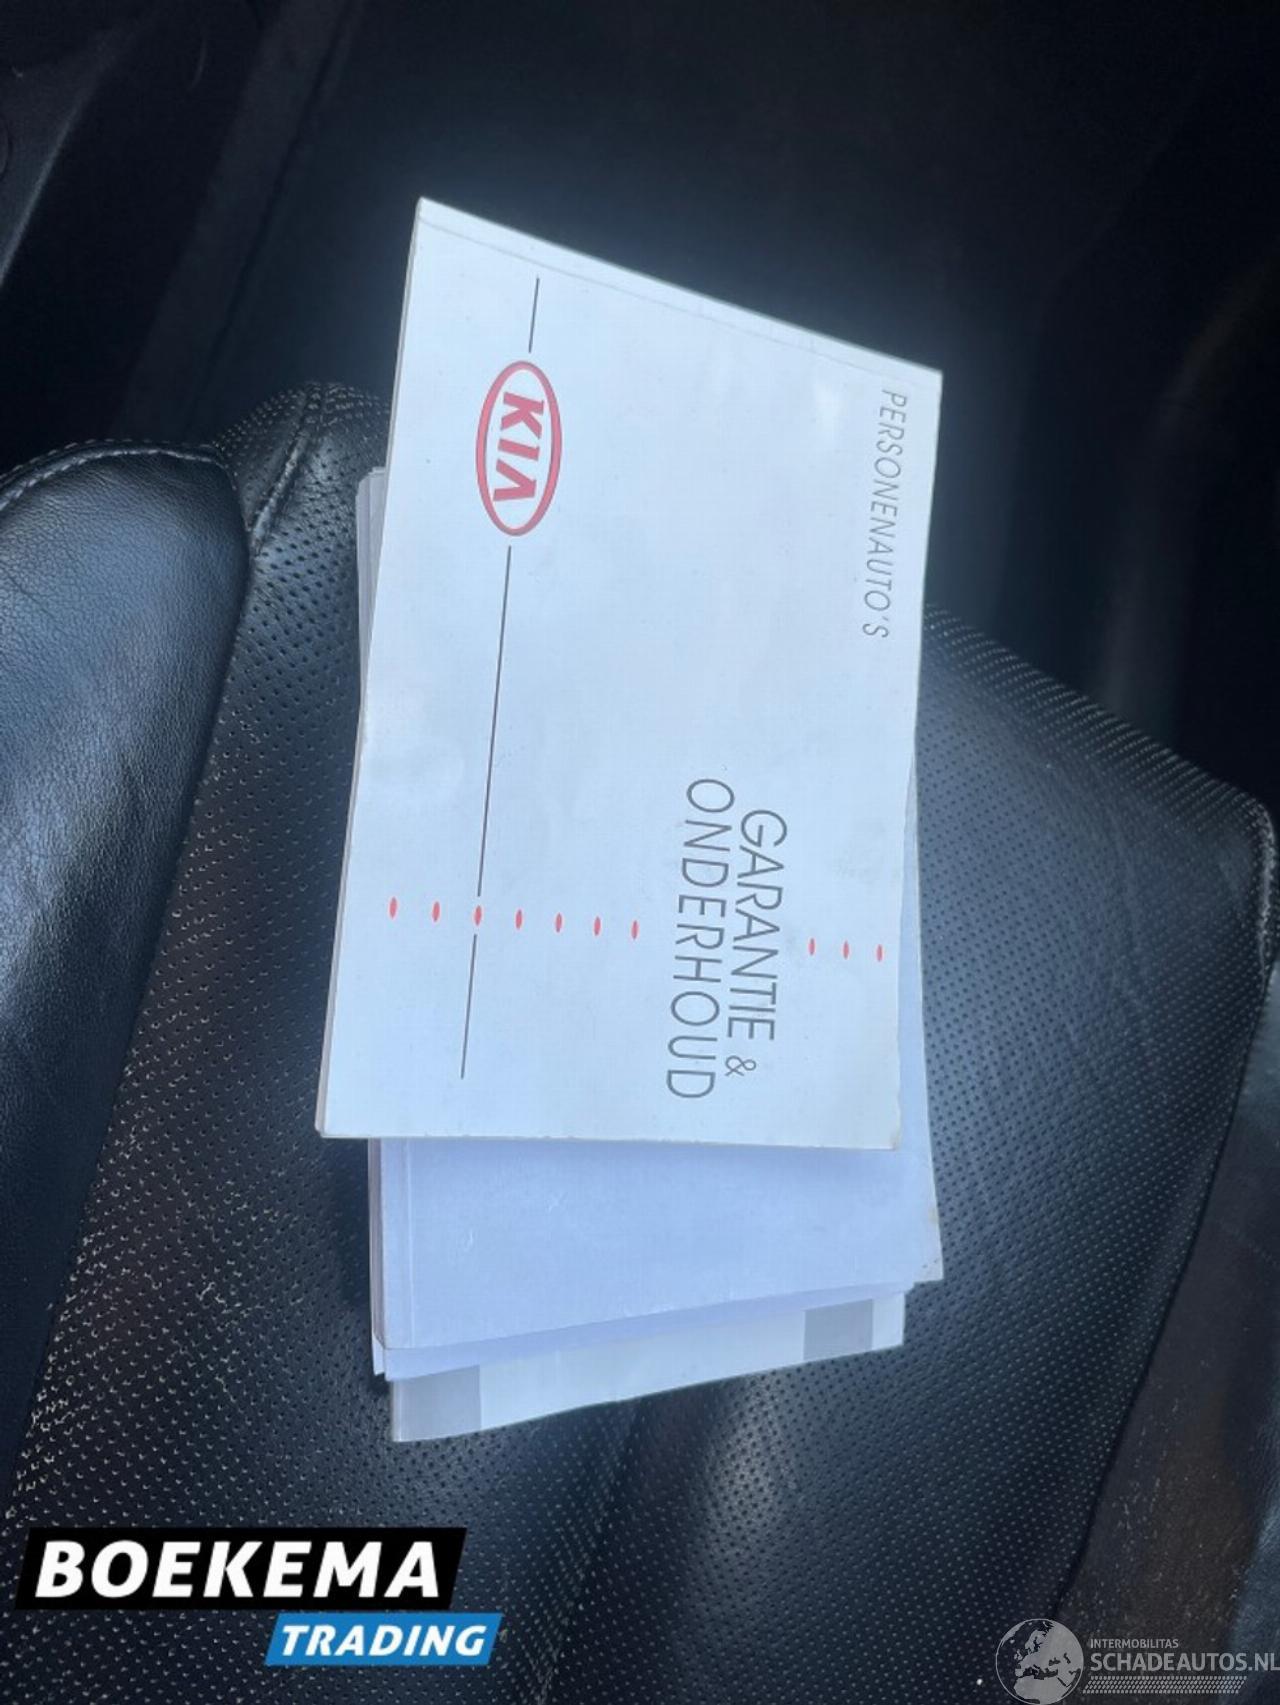 PERSONENAUTO'S
GARANTIE &
ONDERHOUD
KIA
BOEKEMA
TRADING
INTERMOBILITAS
SCHADEAUTOS.NL